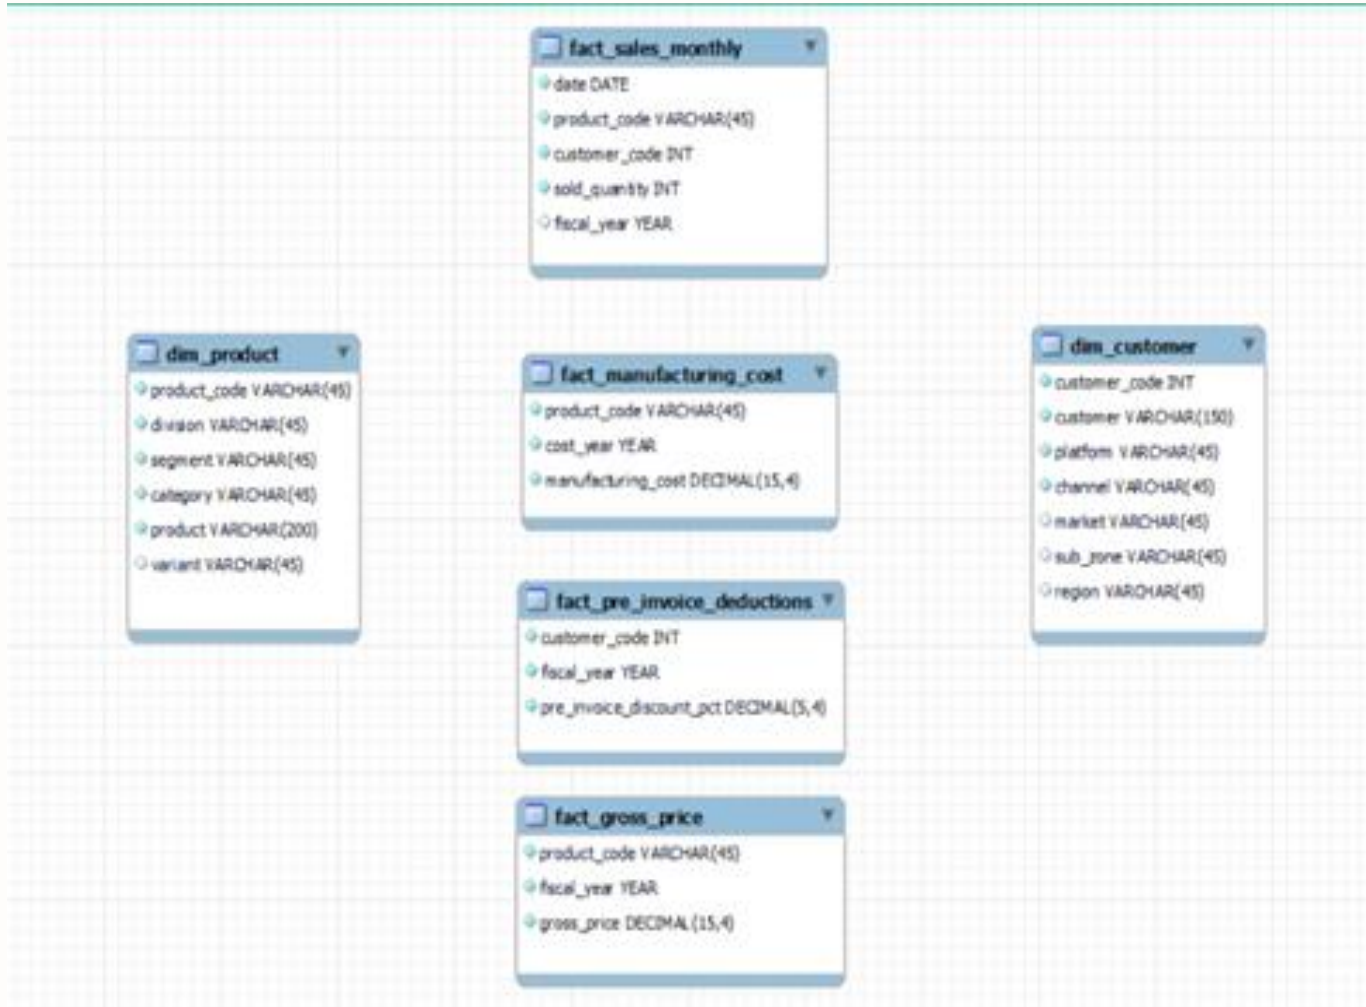 fact_sales_monthly
date DATE
product_code VARCHAR(45)
customer_code INT
sold_quantity INT
fiscal_year YEAR
dim_product
product_code VARCHAR(45)
division VARCHAR(45)
segment VARCHAR(45)
category VARCHAR(45)
product VARCHAR(200)
variant VARCHAR(45)
fact_manufacturing_cost
product_code VARCHAR(45)
cost_year YEAR
manufacturing_cost DECIMAL(15,4)
dim_customer
customer_code INT
customer VARCHAR(150)
platform VARCHAR(45)
channel VARCHAR(45)
market VARCHAR(45)
sub_zone VARCHAR(45)
region VARCHAR(45)
fact_pre_invoice_deductions
customer_code INT
fiscal_year YEAR
pre_invoice_discount_pct DECIMAL(5,4)
fact_gross_price
product_code VARCHAR(45)
fiscal_year YEAR
gross_price DECIMAL(15,4)